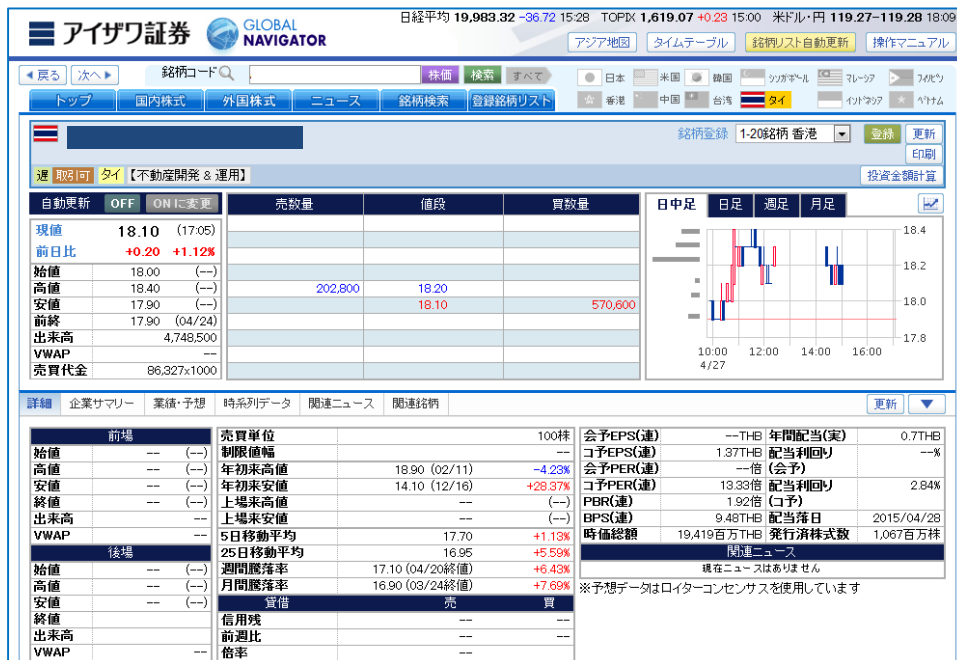 アイザワ証券 GLOBAL NAVIGATOR
日経平均 19,983.32 -36.72 15:28 TOPIX 1,619.07 +0.23 15:00 米ドル・円 119.27-119.28 18:09
アジア地図 タイムテーブル 銘柄リスト自動更新 操作マニュアル
戻る 次へ 銘柄コード 株価 検索 すべて
日本 米国 韓国 シンガポール マレーシア フィリピン
トップ 国内株式 外国株式 ニュース 銘柄検索 登録銘柄リスト
香港 中国 台湾 タイ インドネシア ベトナム
銘柄登録 1-20銘柄 香港 登録 更新
印刷
遅 取引可 タイ 【不動産開発 & 運用】 投資金額計算
自動更新 OFF ONに変更 売数量 値段 買数量 日中足 日足 週足 月足
現値 18.10 (17:05)
前日比 +0.20 +1.12%
始値 18.00 (--)
高値 18.40 (--) 202,800 18.20
安値 17.90 (--) 18.10 570,600
前終 17.90 (04/24)
出来高 4,748,500
VWAP --
売買代金 86,327x1000
18.4
18.2
18.0
17.8
10:00 12:00 14:00 16:00
4/27
詳細 企業サマリー 業績・予想 時系列データ 関連ニュース 関連銘柄 更新
前場
始値 -- (--)
高値 -- (--)
安値 -- (--)
終値 -- (--)
出来高 --
VWAP --
後場
始値 -- (--)
高値 -- (--)
安値 -- (--)
終値
出来高
VWAP --
売買単位 100株
制限値幅 --
年初来高値 18.90 (02/11) -4.23%
年初来安値 14.10 (12/16) +28.37%
上場来高値 -- (--)
上場来安値 -- (--)
5日移動平均 17.70 +1.13%
25日移動平均 16.95 +5.59%
週間騰落率 17.10 (04/20終値) +6.43%
月間騰落率 16.90 (03/24終値) +7.69%
貸借 売 買
信用残 -- --
前週比 -- --
倍率 --
会予EPS(連) --THB 年間配当(実) 0.7THB
コ予EPS(連) 1.37THB 配当利回り --%
会予PER(連) --倍 (会予)
コ予PER(連) 13.33倍 配当利回り 2.84%
PBR(連) 1.92倍 (コ予)
BPS(連) 9.48THB 配当落日 2015/04/28
時価総額 19,419百万THB 発行済株式数 1,067百万株
関連ニュース
現在ニュースはありません
※予想データはロイターコンセンサスを使用しています